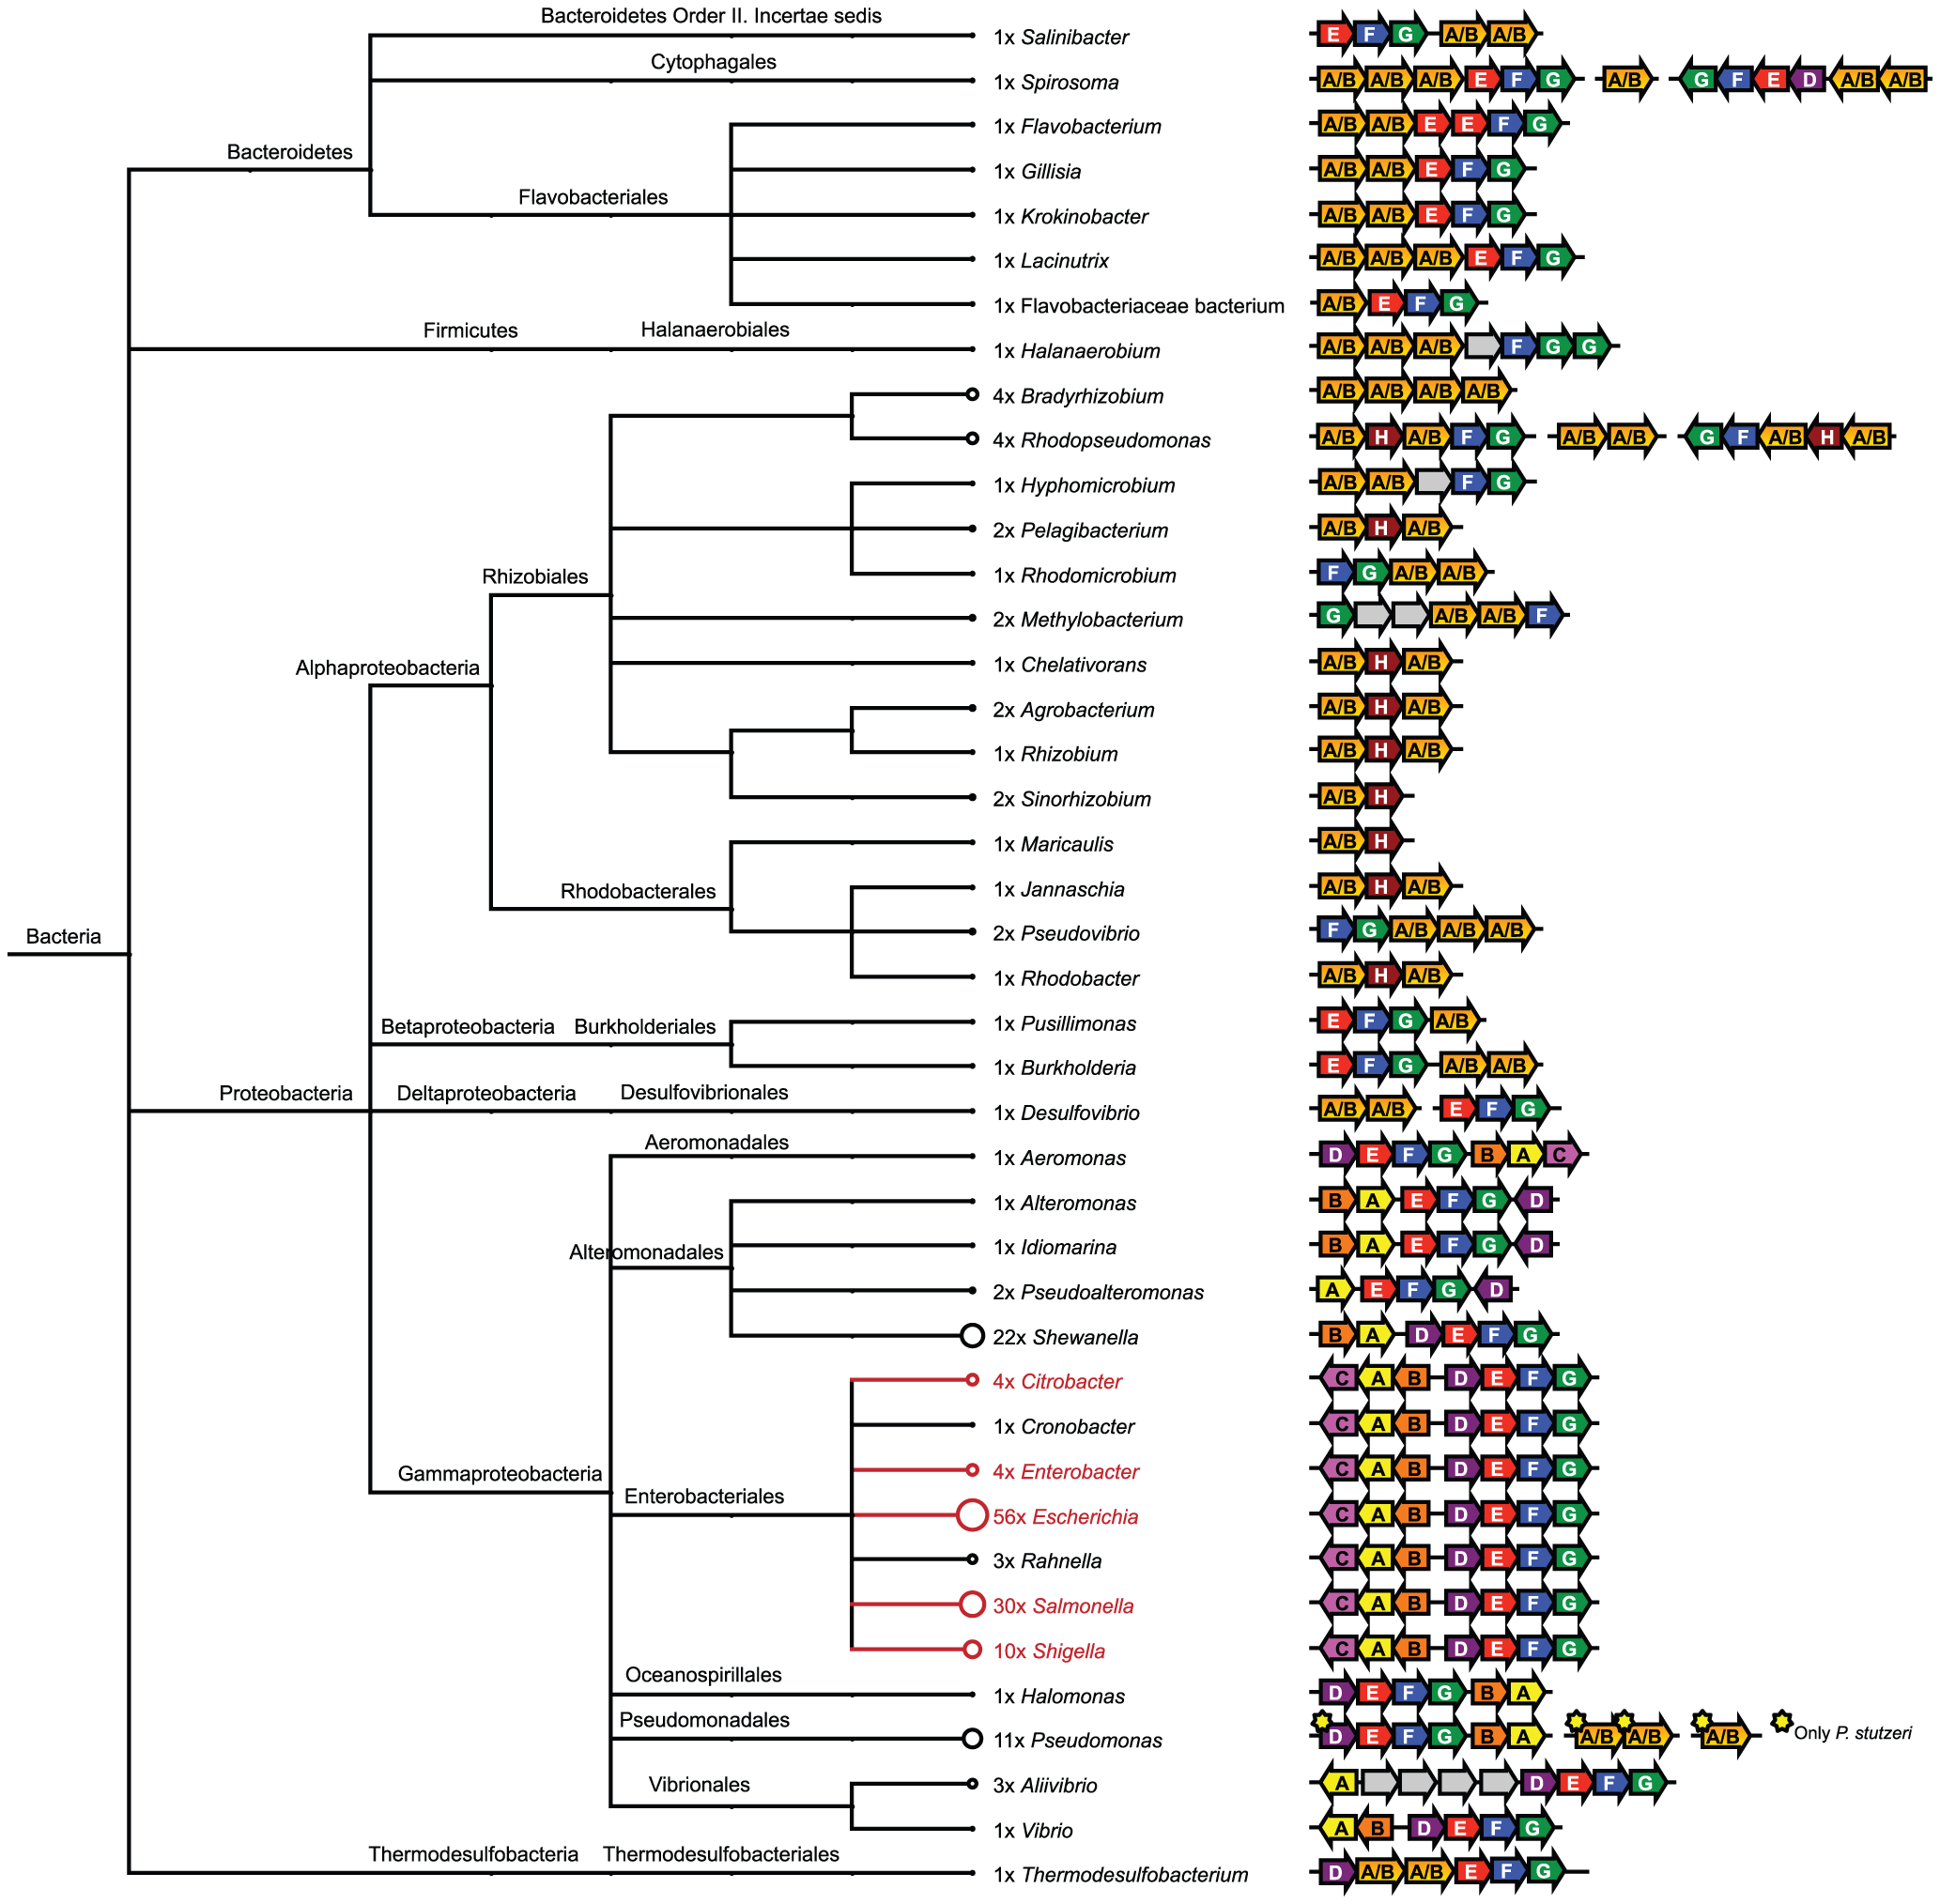 Bacteroidetes Order II. Incertae sedis
1x Salinibacter E F G A/B A/B
Cytophagales
1x Spirosoma A/B A/B A/B E F G A/B G F E D A/B A/B
1x Flavobacterium A/B A/B E E F G
Bacteroidetes
1x Gillisia A/B A/B E F G
Flavobacteriales
1x Krokinobacter A/B A/B E F G
1x Lacinutrix A/B A/B A/B E F G
1x Flavobacteriaceae bacterium A/B E F G
Firmicutes Halanaerobiales
1x Halanaerobium A/B A/B A/B F G G
4x Bradyrhizobium A/B A/B A/B A/B
4x Rhodopseudomonas A/B H A/B F G A/B A/B G F A/B H A/B
1x Hyphomicrobium A/B A/B F G
2x Pelagibacterium A/B H A/B
Rhizobiales
1x Rhodomicrobium F G A/B A/B
2x Methylobacterium G A/B A/B F
Alphaproteobacteria
1x Chelativorans A/B H A/B
2x Agrobacterium A/B H A/B
1x Rhizobium A/B H A/B
2x Sinorhizobium A/B H
1x Maricaulis A/B H
Rhodobacterales
1x Jannaschia A/B H A/B
Bacteria
2x Pseudovibrio F G A/B A/B A/B
1x Rhodobacter A/B H A/B
Betaproteobacteria Burkholderiales
1x Pusillimonas E F G A/B
1x Burkholderia E F G A/B A/B
Proteobacteria Deltaproteobacteria Desulfovibrionales
1x Desulfovibrio A/B A/B E F G
Aeromonadales
1x Aeromonas D E F G B A C
1x Alteromonas B A E F G D
Alteromonadales
1x Idiomarina B A E F G D
2x Pseudoalteromonas A E F G D
22x Shewanella B A D E F G
4x Citrobacter C A B D E F G
1x Cronobacter C A B D E F G
Gammaproteobacteria
4x Enterobacter C A B D E F G
Enterobacteriales
56x Escherichia C A B D E F G
3x Rahnella C A B D E F G
30x Salmonella C A B D E F G
10x Shigella C A B D E F G
Oceanospirillales
1x Halomonas D E F G B A
Pseudomonadales
11x Pseudomonas D E F G B A A/B A/B A/B Only P. stutzeri
Vibrionales
3x Aliivibrio A D E F G
1x Vibrio A B D E F G
Thermodesulfobacteria Thermodesulfobacteriales
1x Thermodesulfobacterium D A/B A/B E F G